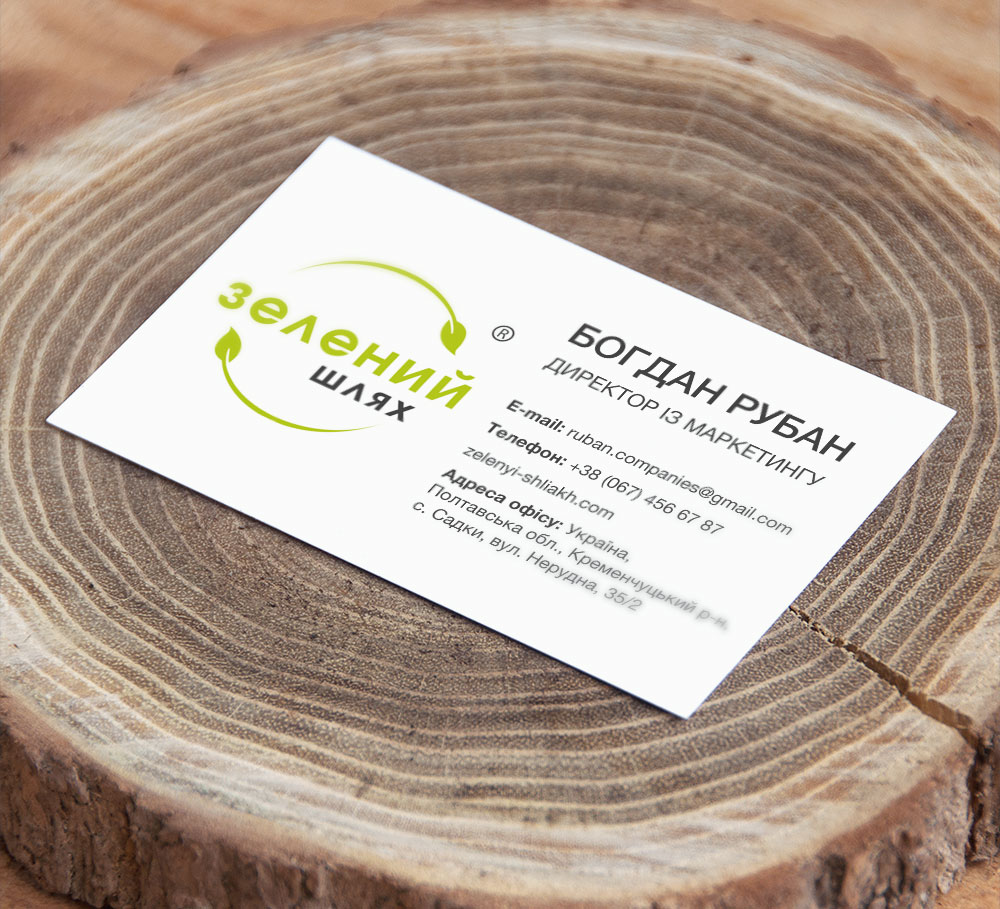 зелений
шлях
®
БОГДАН РУБАН
ДИРЕКТОР ІЗ МАРКЕТИНГУ
E-mail: ruban.companies@gmail.com
Телефон: +38 (067) 456 67 87
zelenyi-shliakh.com
Адреса офісу: Україна,
Полтавська обл., Кременчуцький р-н,
с. Садки, вул. Нерудна, 35/2